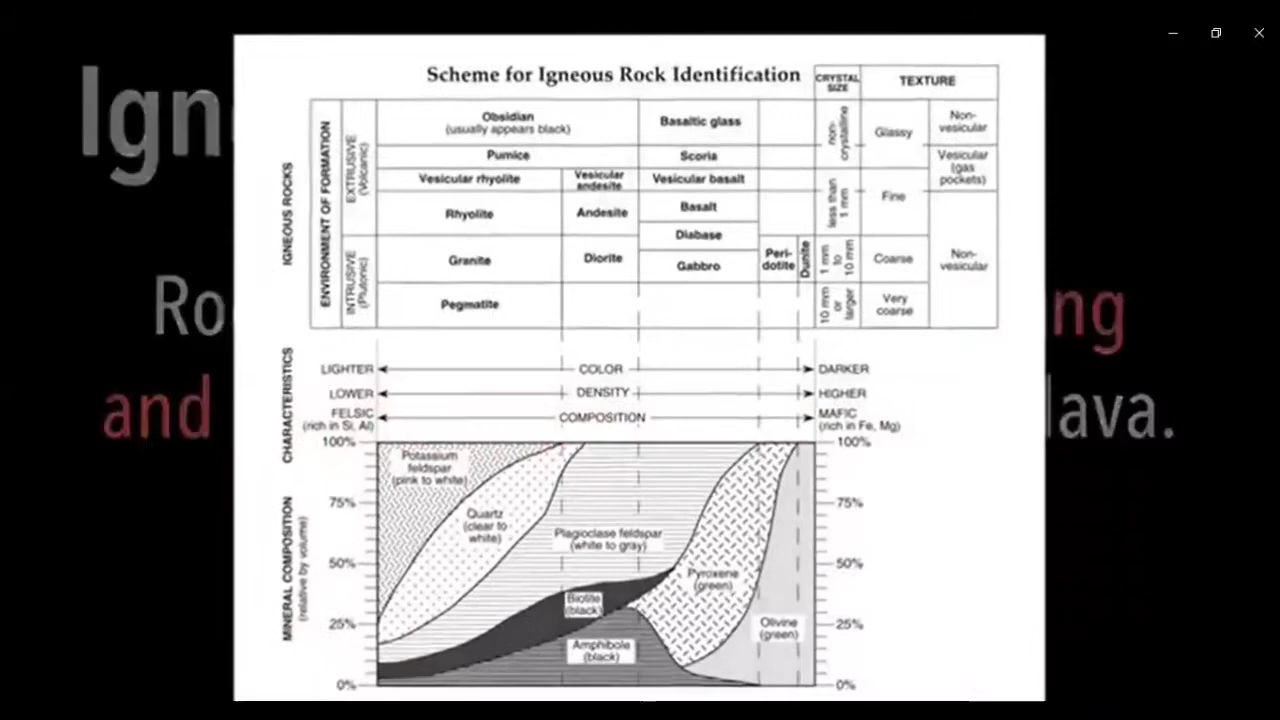 Ign
Ro
ng
and
lava.
Scheme for Igneous Rock Identification
CRYSTAL
SIZE
TEXTURE
IGNEOUS ROCKS
ENVIRONMENT OF FORMATION
EXTRUSIVE
(Volcanic)
INTRUSIVE
(Plutonic)
Obsidian
(usually appears black)
Basaltic glass
non-
crystalline
Glassy
Non-
vesicular
Pumice
Scoria
Vesicular
(gas
pockets)
Vesicular rhyolite
Vesicular
andesite
Vesicular basalt
less than
1 mm
Fine
Rhyolite
Andesite
Basalt
Diabase
Granite
Diorite
Gabbro
Peri-
dotite
Dunite
1 mm
to
10 mm
Coarse
Non-
vesicular
Pegmatite
10 mm
or
larger
Very
coarse
CHARACTERISTICS
LIGHTER COLOR DARKER
LOWER DENSITY HIGHER
FELSIC
(rich in Si, Al)
COMPOSITION
MAFIC
(rich in Fe, Mg)
MINERAL COMPOSITION
(relative by volume)
100% 100%
Potassium
feldspar
(pink to white)
75% 75%
Quartz
(clear to
white)
Plagioclase feldspar
(white to gray)
50% 50%
Pyroxene
(green)
Biotite
(black)
25% 25%
Olivine
(green)
Amphibole
(black)
0% 0%